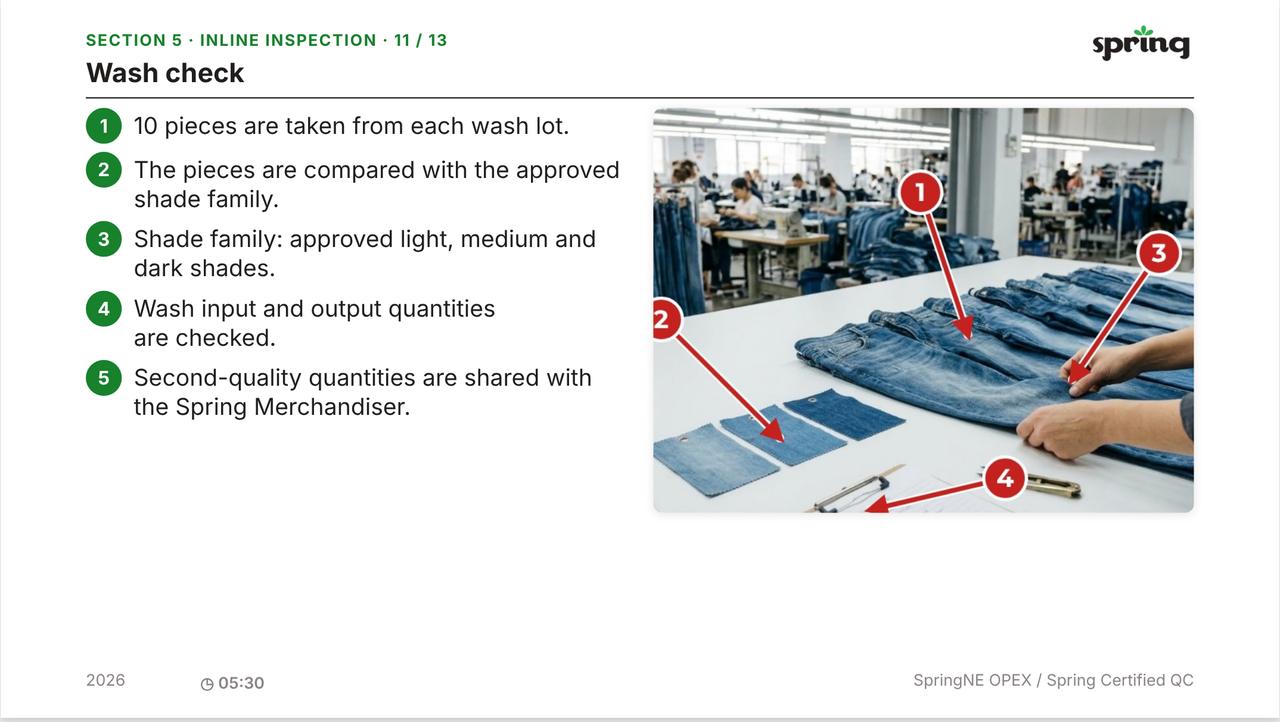 SECTION 5 · INLINE INSPECTION · 11 / 13
spring
Wash check
1 10 pieces are taken from each wash lot.
2 The pieces are compared with the approved
shade family.
3 Shade family: approved light, medium and
dark shades.
4 Wash input and output quantities
are checked.
5 Second-quality quantities are shared with
the Spring Merchandiser.
1
3
2
4
2026
05:30
SpringNE OPEX / Spring Certified QC